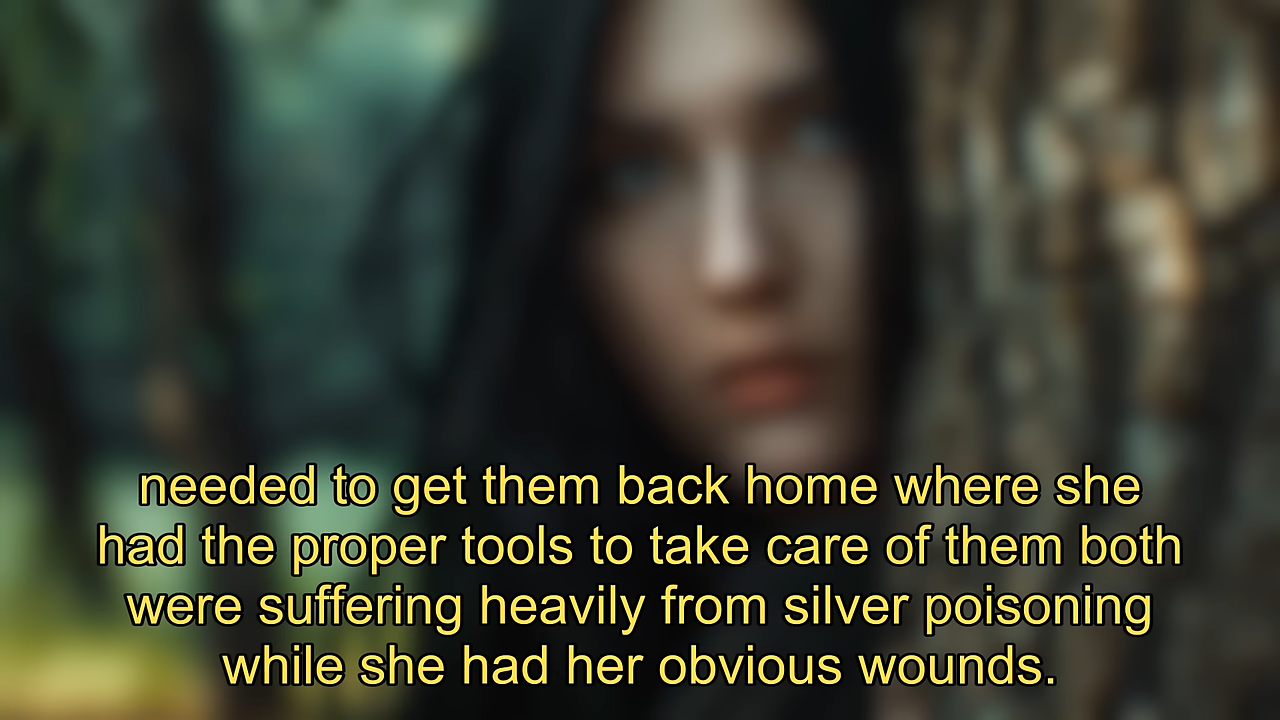 needed to get them back home where she
had the proper tools to take care of them both
were suffering heavily from silver poisoning
while she had her obvious wounds.